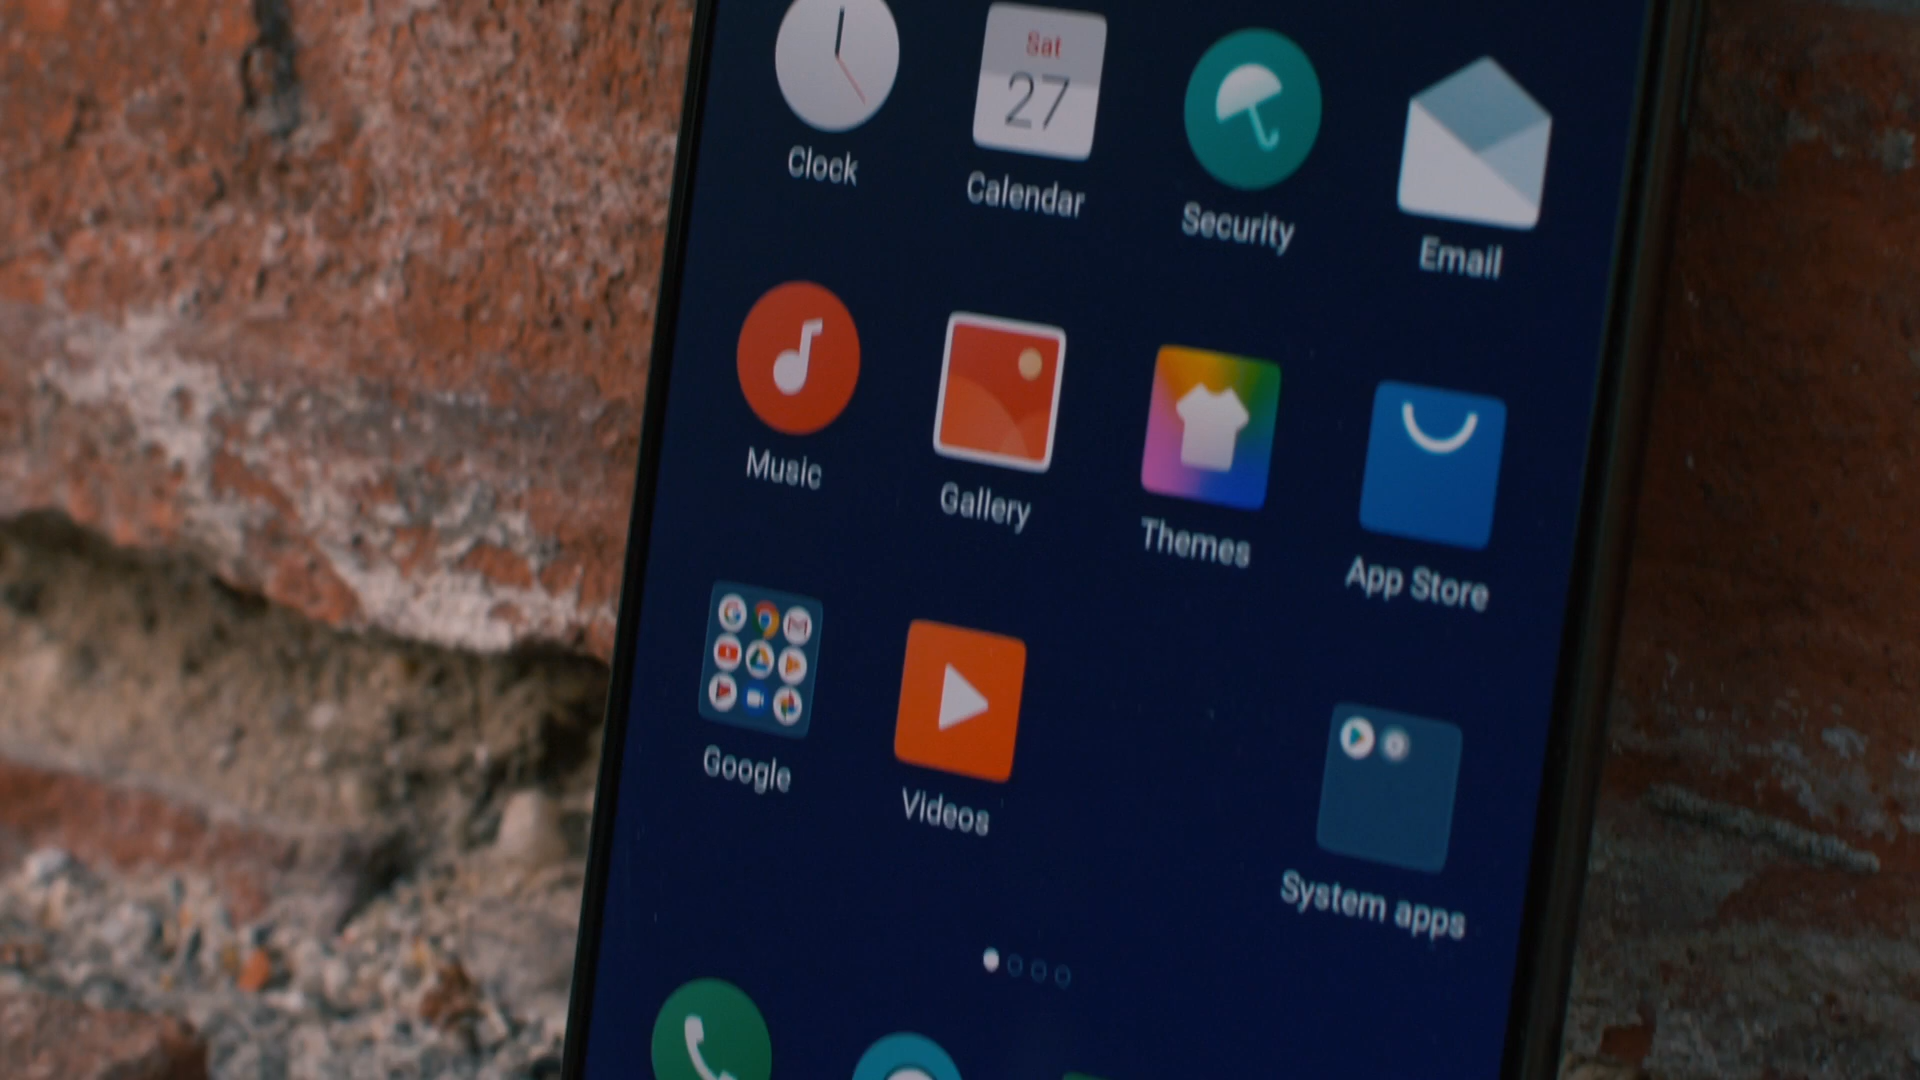 Sat
27
Clock
Calendar
Security
Email
Music
Gallery
Themes
App Store
Google
Videos
System apps